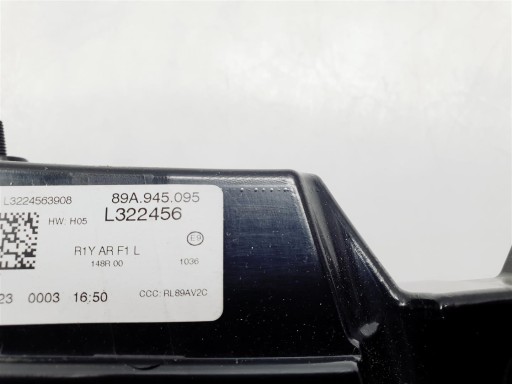 L3224563908 89A.945.095
HW: H05 L322456
R1Y AR F1 L E9
148R 00 1036
23 0003 16:50 CCC: RL89AV2C